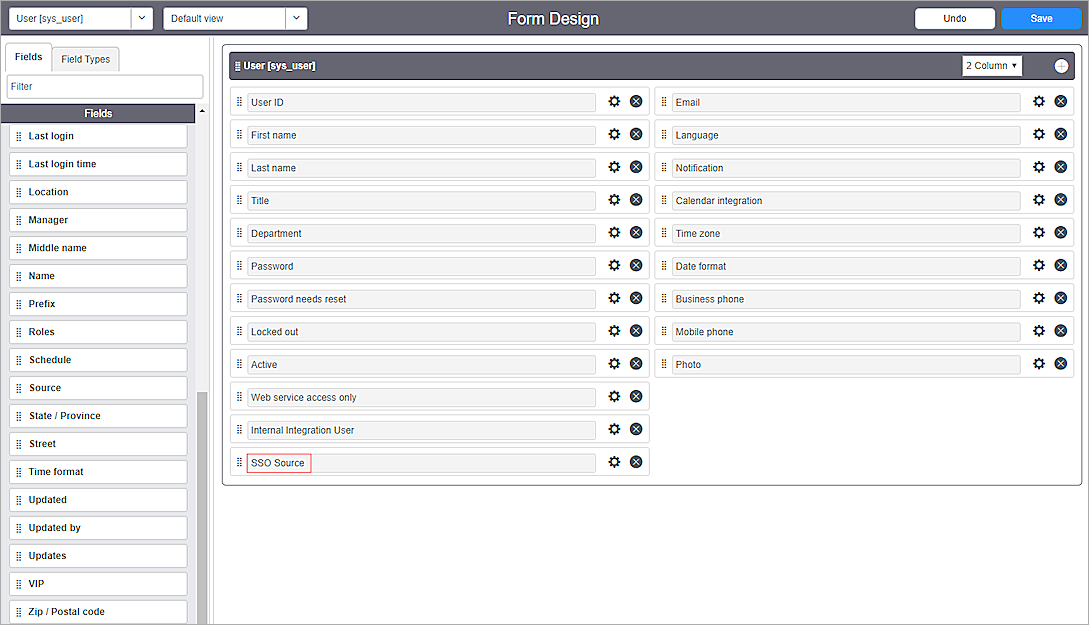 User [sys_user]
Default view
Form Design
Undo
Save
Fields
Field Types
Filter
Fields
Last login
Last login time
Location
Manager
Middle name
Name
Prefix
Roles
Schedule
Source
State / Province
Street
Time format
Updated
Updated by
Updates
VIP
Zip / Postal code
User [sys_user]
2 Column
User ID
First name
Last name
Title
Department
Password
Password needs reset
Locked out
Active
Web service access only
Internal Integration User
SSO Source
Email
Language
Notification
Calendar integration
Time zone
Date format
Business phone
Mobile phone
Photo